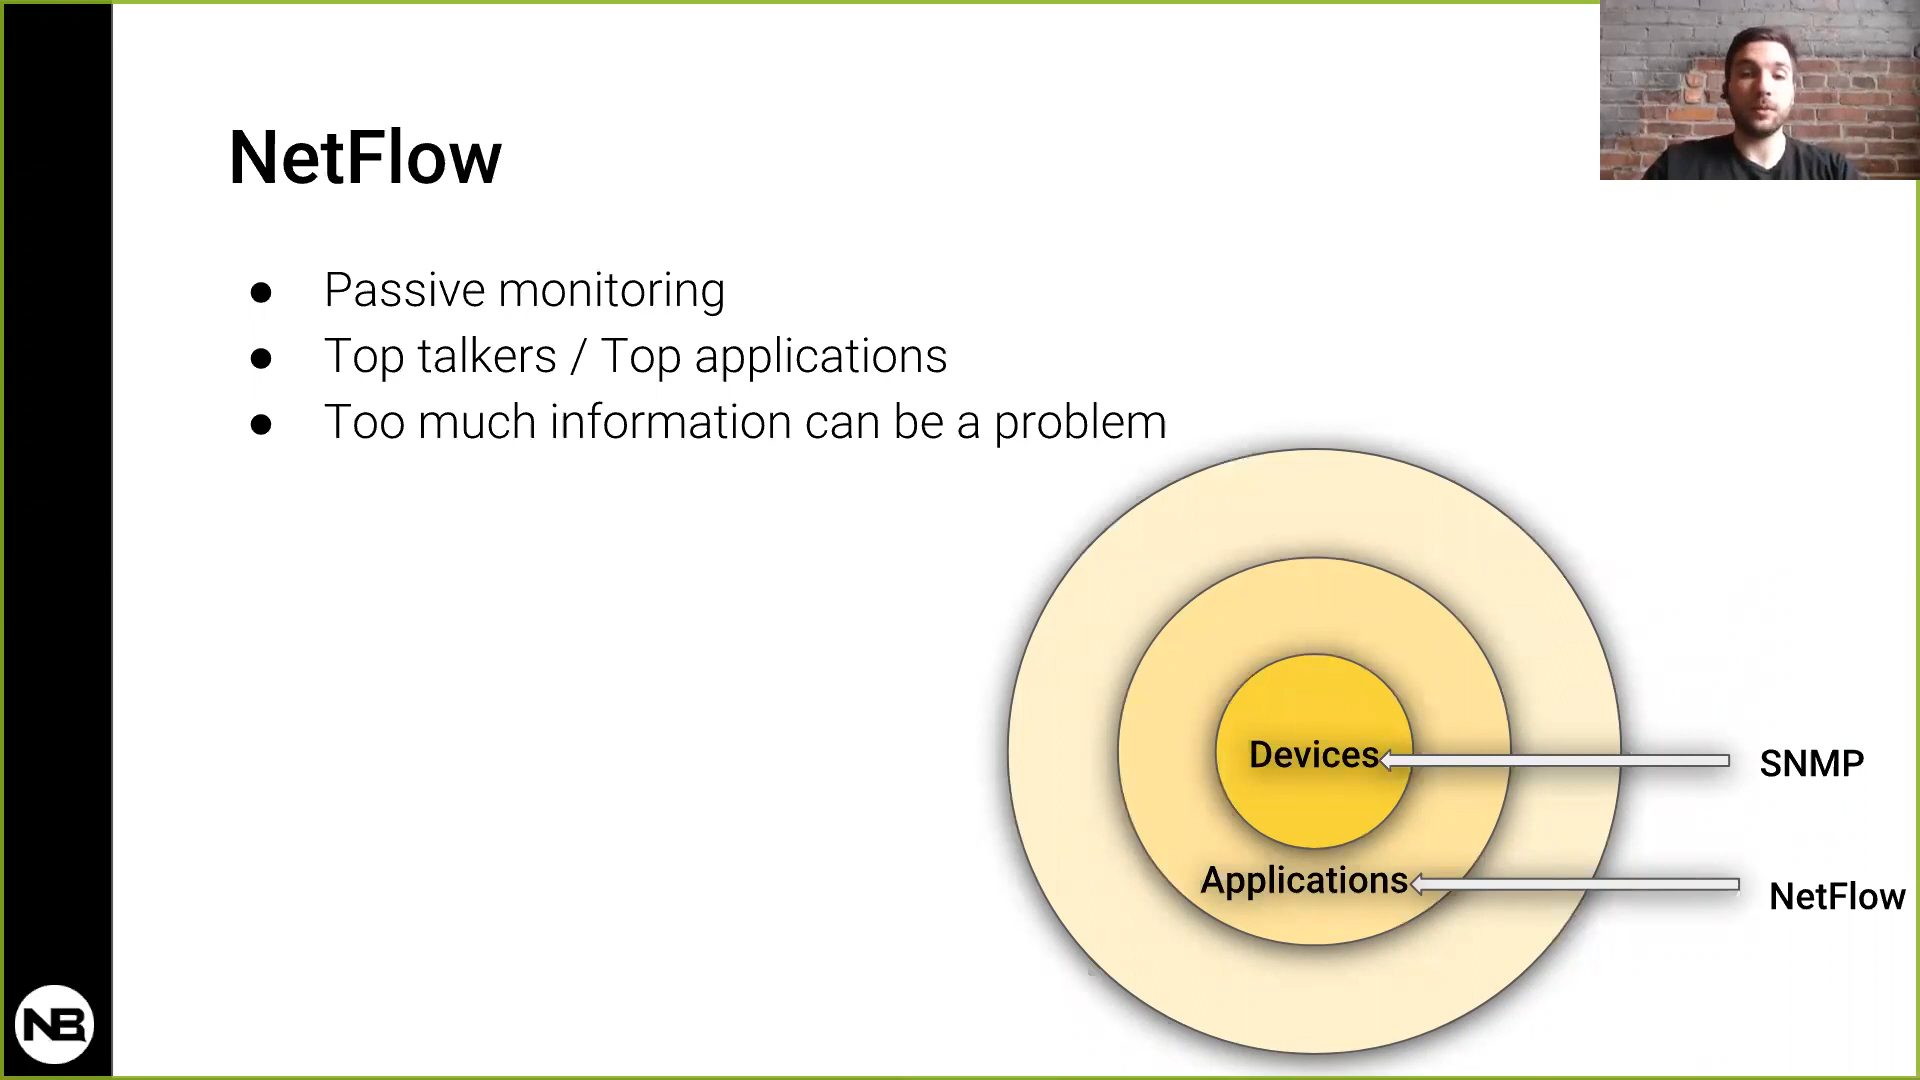 NetFlow
● Passive monitoring
● Top talkers / Top applications
● Too much information can be a problem
Devices
SNMP
Applications
NetFlow
NB